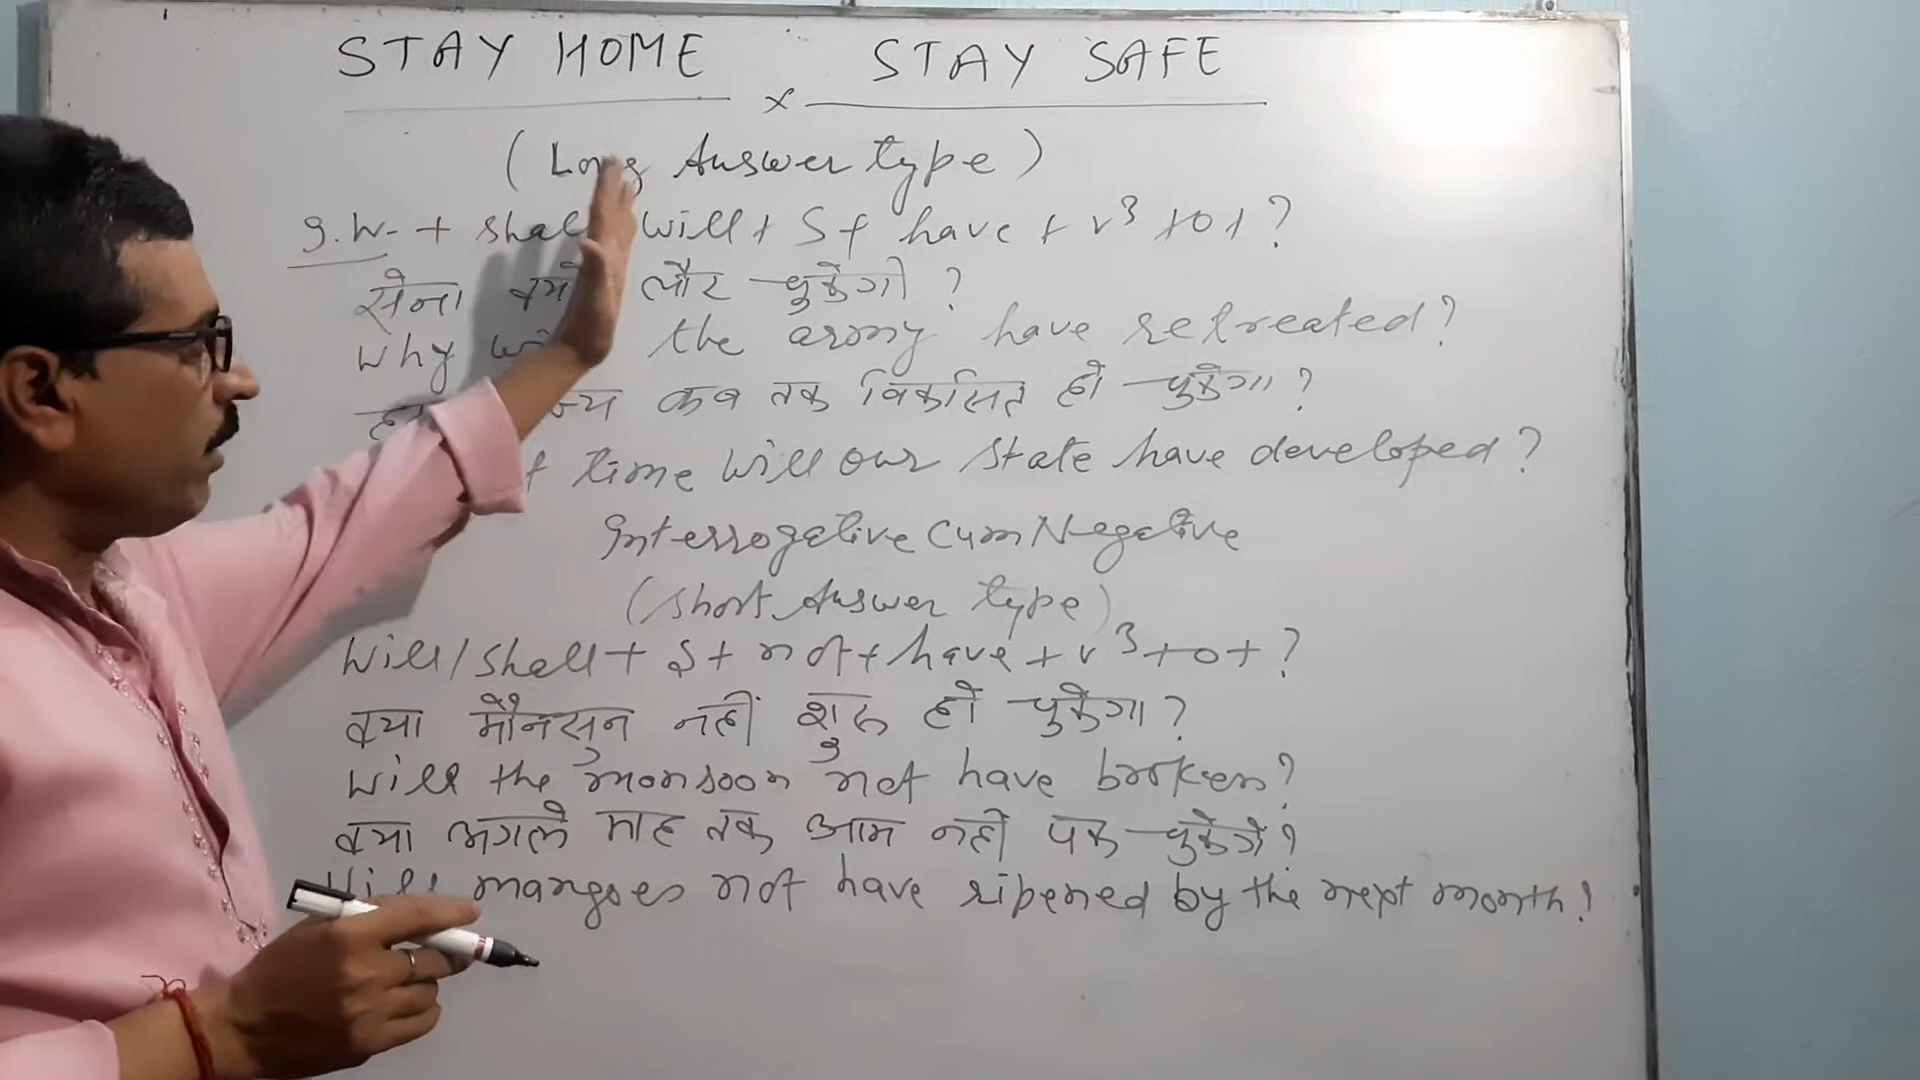 STAY HOME × STAY SAFE
(Long Answer type)
I.W. + shall will + S + have + v3 + o + ?
सेना क्यों लौट चुकेगी ?
Why the army have retreated?
कब तक विकसित हो चुकेगा ?
time will our state have developed ?
Interrogative Cum Negative
(Short Answer type)
Will/Shall + S + not + have + v3 + o + ?
क्या मौनसुन नहीं शुरू हो चुकेगा ?
Will the monsoon not have broken?
क्या अगले माह तक आम नहीं पक चुकेंगे ?
Will mangoes not have ripened by the next month?